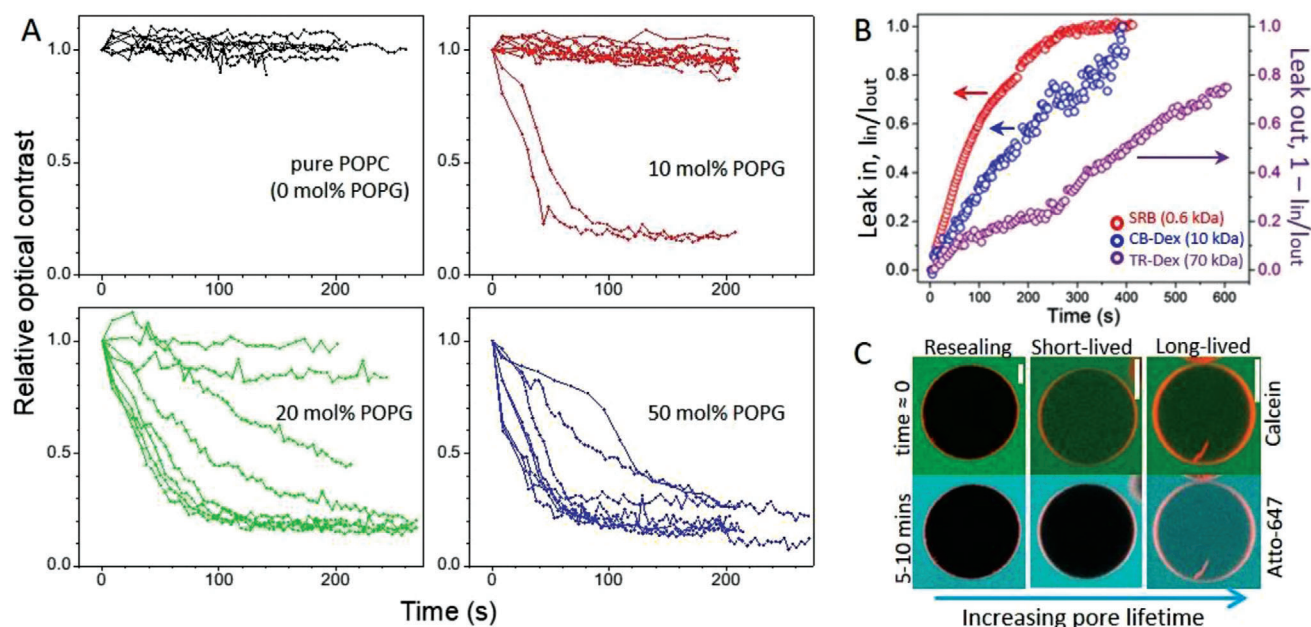 A
Relative optical contrast
1.0
0.5
0.0
0 100 200
pure POPC
(0 mol% POPG)
1.0
0.5
0.0
0 100 200
10 mol% POPG
1.0
0.5
0.0
0 100 200
20 mol% POPG
1.0
0.5
0.0
0 100 200
50 mol% POPG
Time (s)
B
Leak in, Iin/Iout
1.0
0.8
0.6
0.4
0.2
0.0
1.0
0.8
0.6
0.4
0.2
0.0
Leak out, 1 – Iin/Iout
SRB (0.6 kDa)
CB-Dex (10 kDa)
TR-Dex (70 kDa)
0 100 200 300 400 500 600
Time (s)
C
Resealing Short-lived Long-lived
time ≈ 0
Calcein
5-10 mins
Atto-647
Increasing pore lifetime